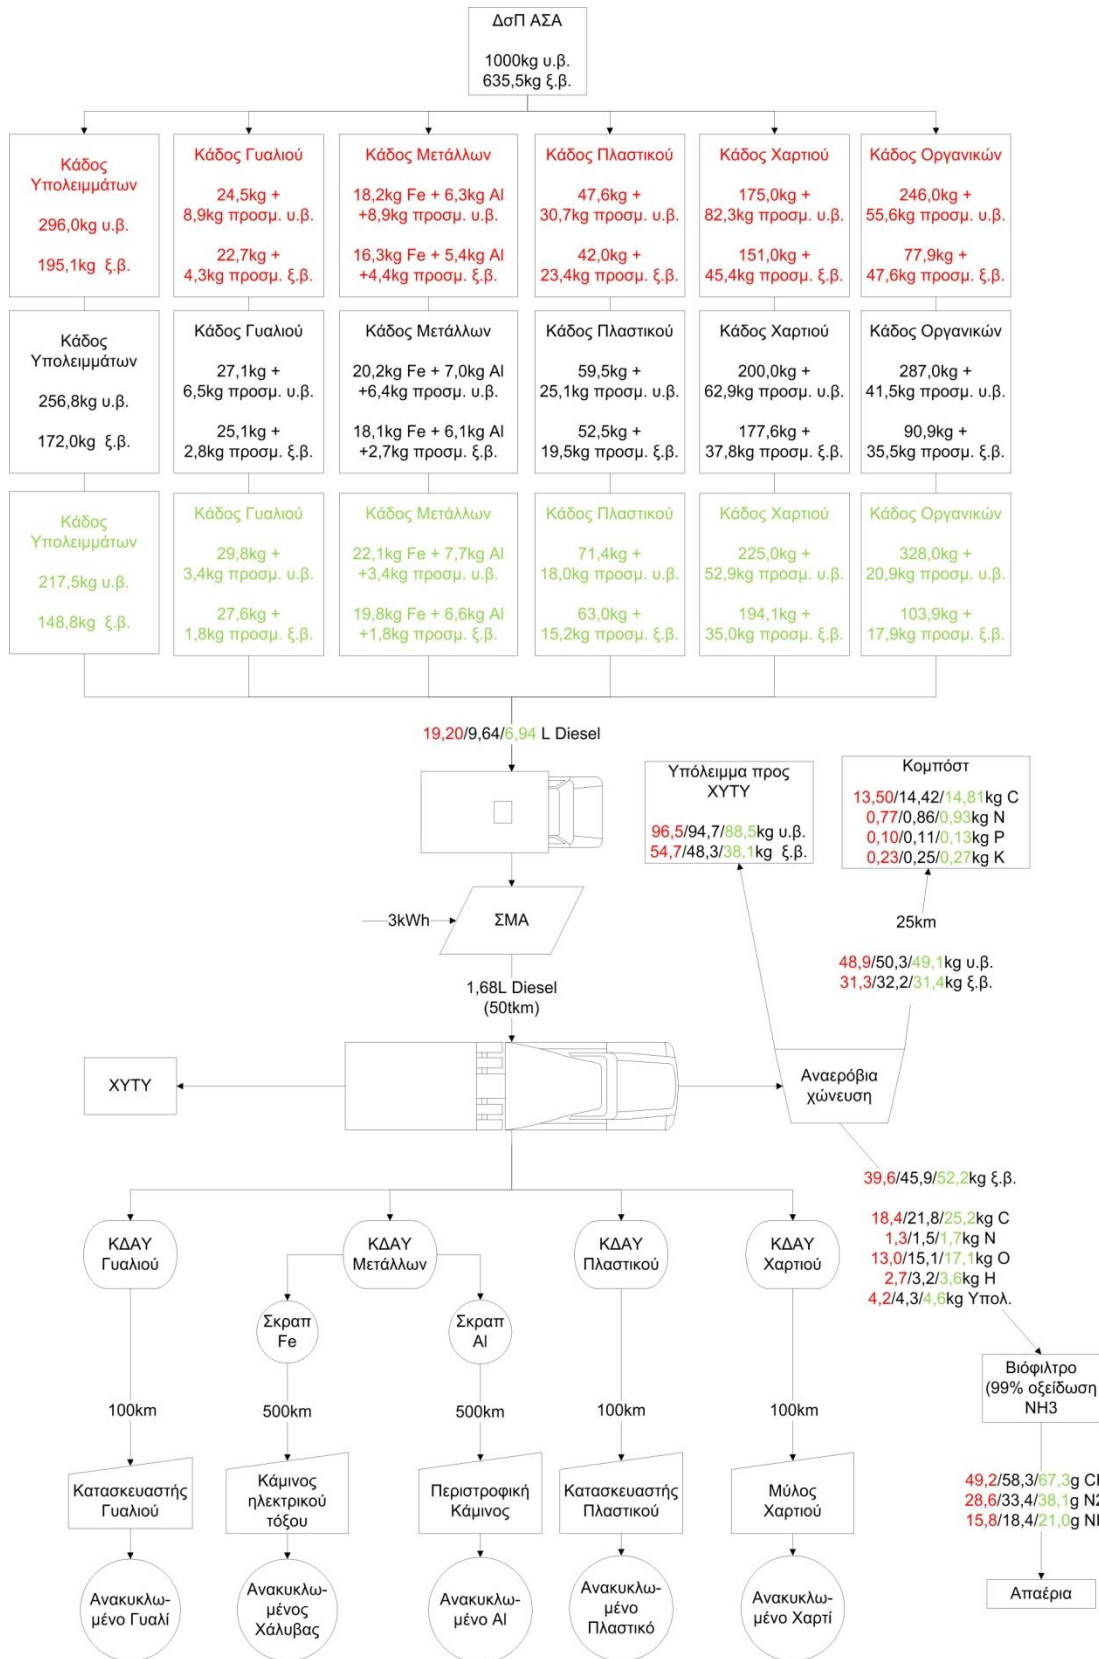 ΔσΠ ΑΣΑ
1000kg υ.β.
635,5kg ξ.β.
Κάδος
Υπολειμμάτων
296,0kg υ.β.
195,1kg ξ.β.
Κάδος Γυαλιού
24,5kg +
8,9kg προσμ. υ.β.
22,7kg +
4,3kg προσμ. ξ.β.
Κάδος Μετάλλων
18,2kg Fe + 6,3kg Al
+8,9kg προσμ. υ.β.
16,3kg Fe + 5,4kg Al
+4,4kg προσμ. ξ.β.
Κάδος Πλαστικού
47,6kg +
30,7kg προσμ. υ.β.
42,0kg +
23,4kg προσμ. ξ.β.
Κάδος Χαρτιού
175,0kg +
82,3kg προσμ. υ.β.
151,0kg +
45,4kg προσμ. ξ.β.
Κάδος Οργανικών
246,0kg +
55,6kg προσμ. υ.β.
77,9kg +
47,6kg προσμ. ξ.β.
Κάδος
Υπολειμμάτων
256,8kg υ.β.
172,0kg ξ.β.
Κάδος Γυαλιού
27,1kg +
6,5kg προσμ. υ.β.
25,1kg +
2,8kg προσμ. ξ.β.
Κάδος Μετάλλων
20,2kg Fe + 7,0kg Al
+6,4kg προσμ. υ.β.
18,1kg Fe + 6,1kg Al
+2,7kg προσμ. ξ.β.
Κάδος Πλαστικού
59,5kg +
25,1kg προσμ. υ.β.
52,5kg +
19,5kg προσμ. ξ.β.
Κάδος Χαρτιού
200,0kg +
62,9kg προσμ. υ.β.
177,6kg +
37,8kg προσμ. ξ.β.
Κάδος Οργανικών
287,0kg +
41,5kg προσμ. υ.β.
90,9kg +
35,5kg προσμ. ξ.β.
Κάδος
Υπολειμμάτων
217,5kg υ.β.
148,8kg ξ.β.
Κάδος Γυαλιού
29,8kg +
3,4kg προσμ. υ.β.
27,6kg +
1,8kg προσμ. ξ.β.
Κάδος Μετάλλων
22,1kg Fe + 7,7kg Al
+3,4kg προσμ. υ.β.
19,8kg Fe + 6,6kg Al
+1,8kg προσμ. ξ.β.
Κάδος Πλαστικού
71,4kg +
18,0kg προσμ. υ.β.
63,0kg +
15,2kg προσμ. ξ.β.
Κάδος Χαρτιού
225,0kg +
52,9kg προσμ. υ.β.
194,1kg +
35,0kg προσμ. ξ.β.
Κάδος Οργανικών
328,0kg +
20,9kg προσμ. υ.β.
103,9kg +
17,9kg προσμ. ξ.β.
19,20/9,64/6,94 L Diesel
Υπόλειμμα προς
ΧΥΤΥ
96,5/94,7/88,5kg υ.β.
54,7/48,3/38,1kg ξ.β.
Κομπόστ
13,50/14,42/14,81kg C
0,77/0,86/0,93kg N
0,10/0,11/0,13kg P
0,23/0,25/0,27kg K
3kWh
ΣΜΑ
25km
48,9/50,3/49,1kg υ.β.
31,3/32,2/31,4kg ξ.β.
1,68L Diesel
(50tkm)
ΧΥΤΥ
Αναερόβια
χώνευση
39,6/45,9/52,2kg ξ.β.
18,4/21,8/25,2kg C
1,3/1,5/1,7kg N
13,0/15,1/17,1kg O
2,7/3,2/3,6kg H
4,2/4,3/4,6kg Υπολ.
ΚΔΑΥ
Γυαλιού
ΚΔΑΥ
Μετάλλων
ΚΔΑΥ
Πλαστικού
ΚΔΑΥ
Χαρτιού
Σκραπ
Fe
Σκραπ
Al
Βιόφιλτρο
(99% οξείδωση
NH3
100km
500km
500km
100km
100km
Κατασκευαστής
Γυαλιού
Κάμινος
ηλεκτρικού
τόξου
Περιστροφική
Κάμινος
Κατασκευαστής
Πλαστικού
Μύλος
Χαρτιού
49,2/58,3/67,3g
28,6/33,4/38,1g
15,8/18,4/21,0g
Ανακυκλω-
μένο Γυαλί
Ανακυκλω-
μένος
Χάλυβας
Ανακυκλω-
μένο Al
Ανακυκλω-
μένο
Πλαστικό
Ανακυκλω-
μένο Χαρτί
Απαέρια